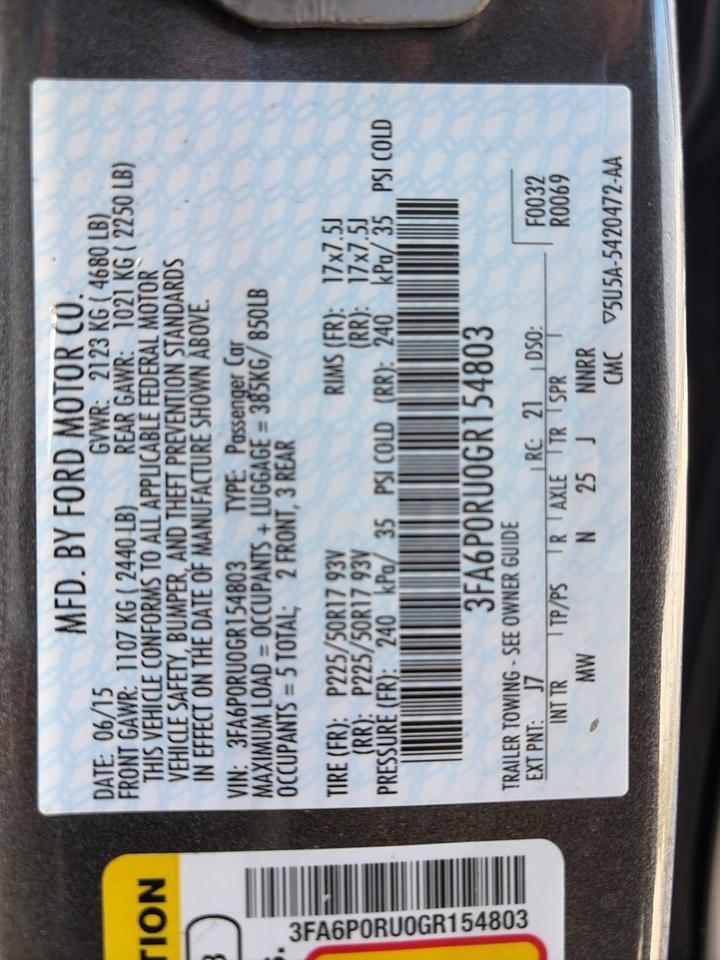 MFD. BY FORD MOTOR CO.
DATE: 06/15 GVWR: 2123 KG ( 4680 LB)
FRONT GAWR: 1107 KG ( 2440 LB) REAR GAWR: 1021 KG ( 2250 LB)
THIS VEHICLE CONFORMS TO ALL APPLICABLE FEDERAL MOTOR
VEHICLE SAFETY, BUMPER, AND THEFT PREVENTION STANDARDS
IN EFFECT ON THE DATE OF MANUFACTURE SHOWN ABOVE.
VIN: 3FA6P0RU0GR154803 TYPE: Passenger Car
MAXIMUM LOAD = OCCUPANTS + LUGGAGE = 385KG/ 850LB
OCCUPANTS = 5 TOTAL; 2 FRONT, 3 REAR
TIRE (FR): P225/50R17 93V RIMS (FR): 17x7.5J
(RR): P225/50R17 93V (RR): 17x7.5J
PRESSURE (FR): 240 kPa/ 35 PSI COLD (RR): 240 kPa/ 35 PSI COLD
3FA6P0RU0GR154803
TRAILER TOWING - SEE OWNER GUIDE
F0032
EXT PNT: J7 RC: 21 DSO: R0069
INT TR TP/PS R AXLE TR SPR
MW N 25 J NNRR
CMC ▽5U5A-5420472-AA
TION
3FA6P0RU0GR154803